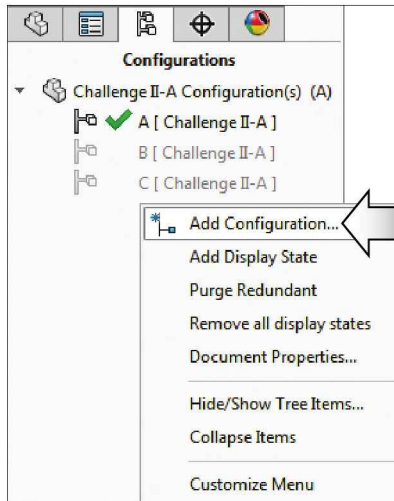 Configurations
Challenge II-A Configuration(s) (A)
A [ Challenge II-A ]
B [ Challenge II-A ]
C [ Challenge II-A ]
Add Configuration...
Add Display State
Purge Redundant
Remove all display states
Document Properties...
Hide/Show Tree Items...
Collapse Items
Customize Menu